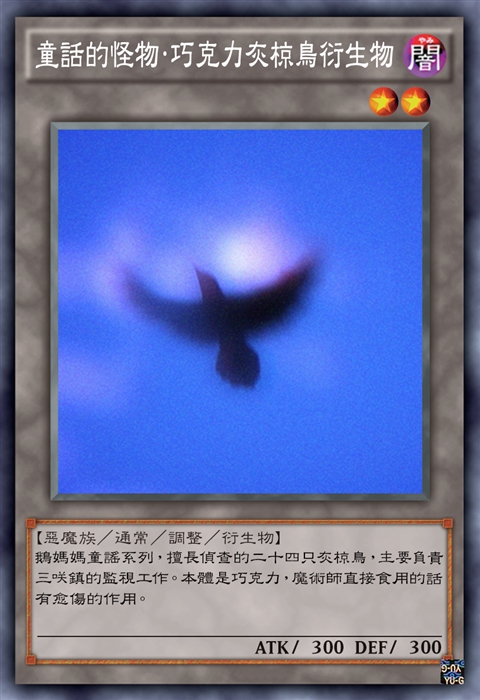 童話的怪物·巧克力灰椋鳥衍生物
闇
やみ
【惡魔族／通常／調整／衍生物】
鵝媽媽童謠系列，擅長偵查的二十四只灰椋鳥，主要負責
三咲鎮的監視工作。本體是巧克力，魔術師直接食用的話
有愈傷的作用。
ATK/ 300 DEF/ 300